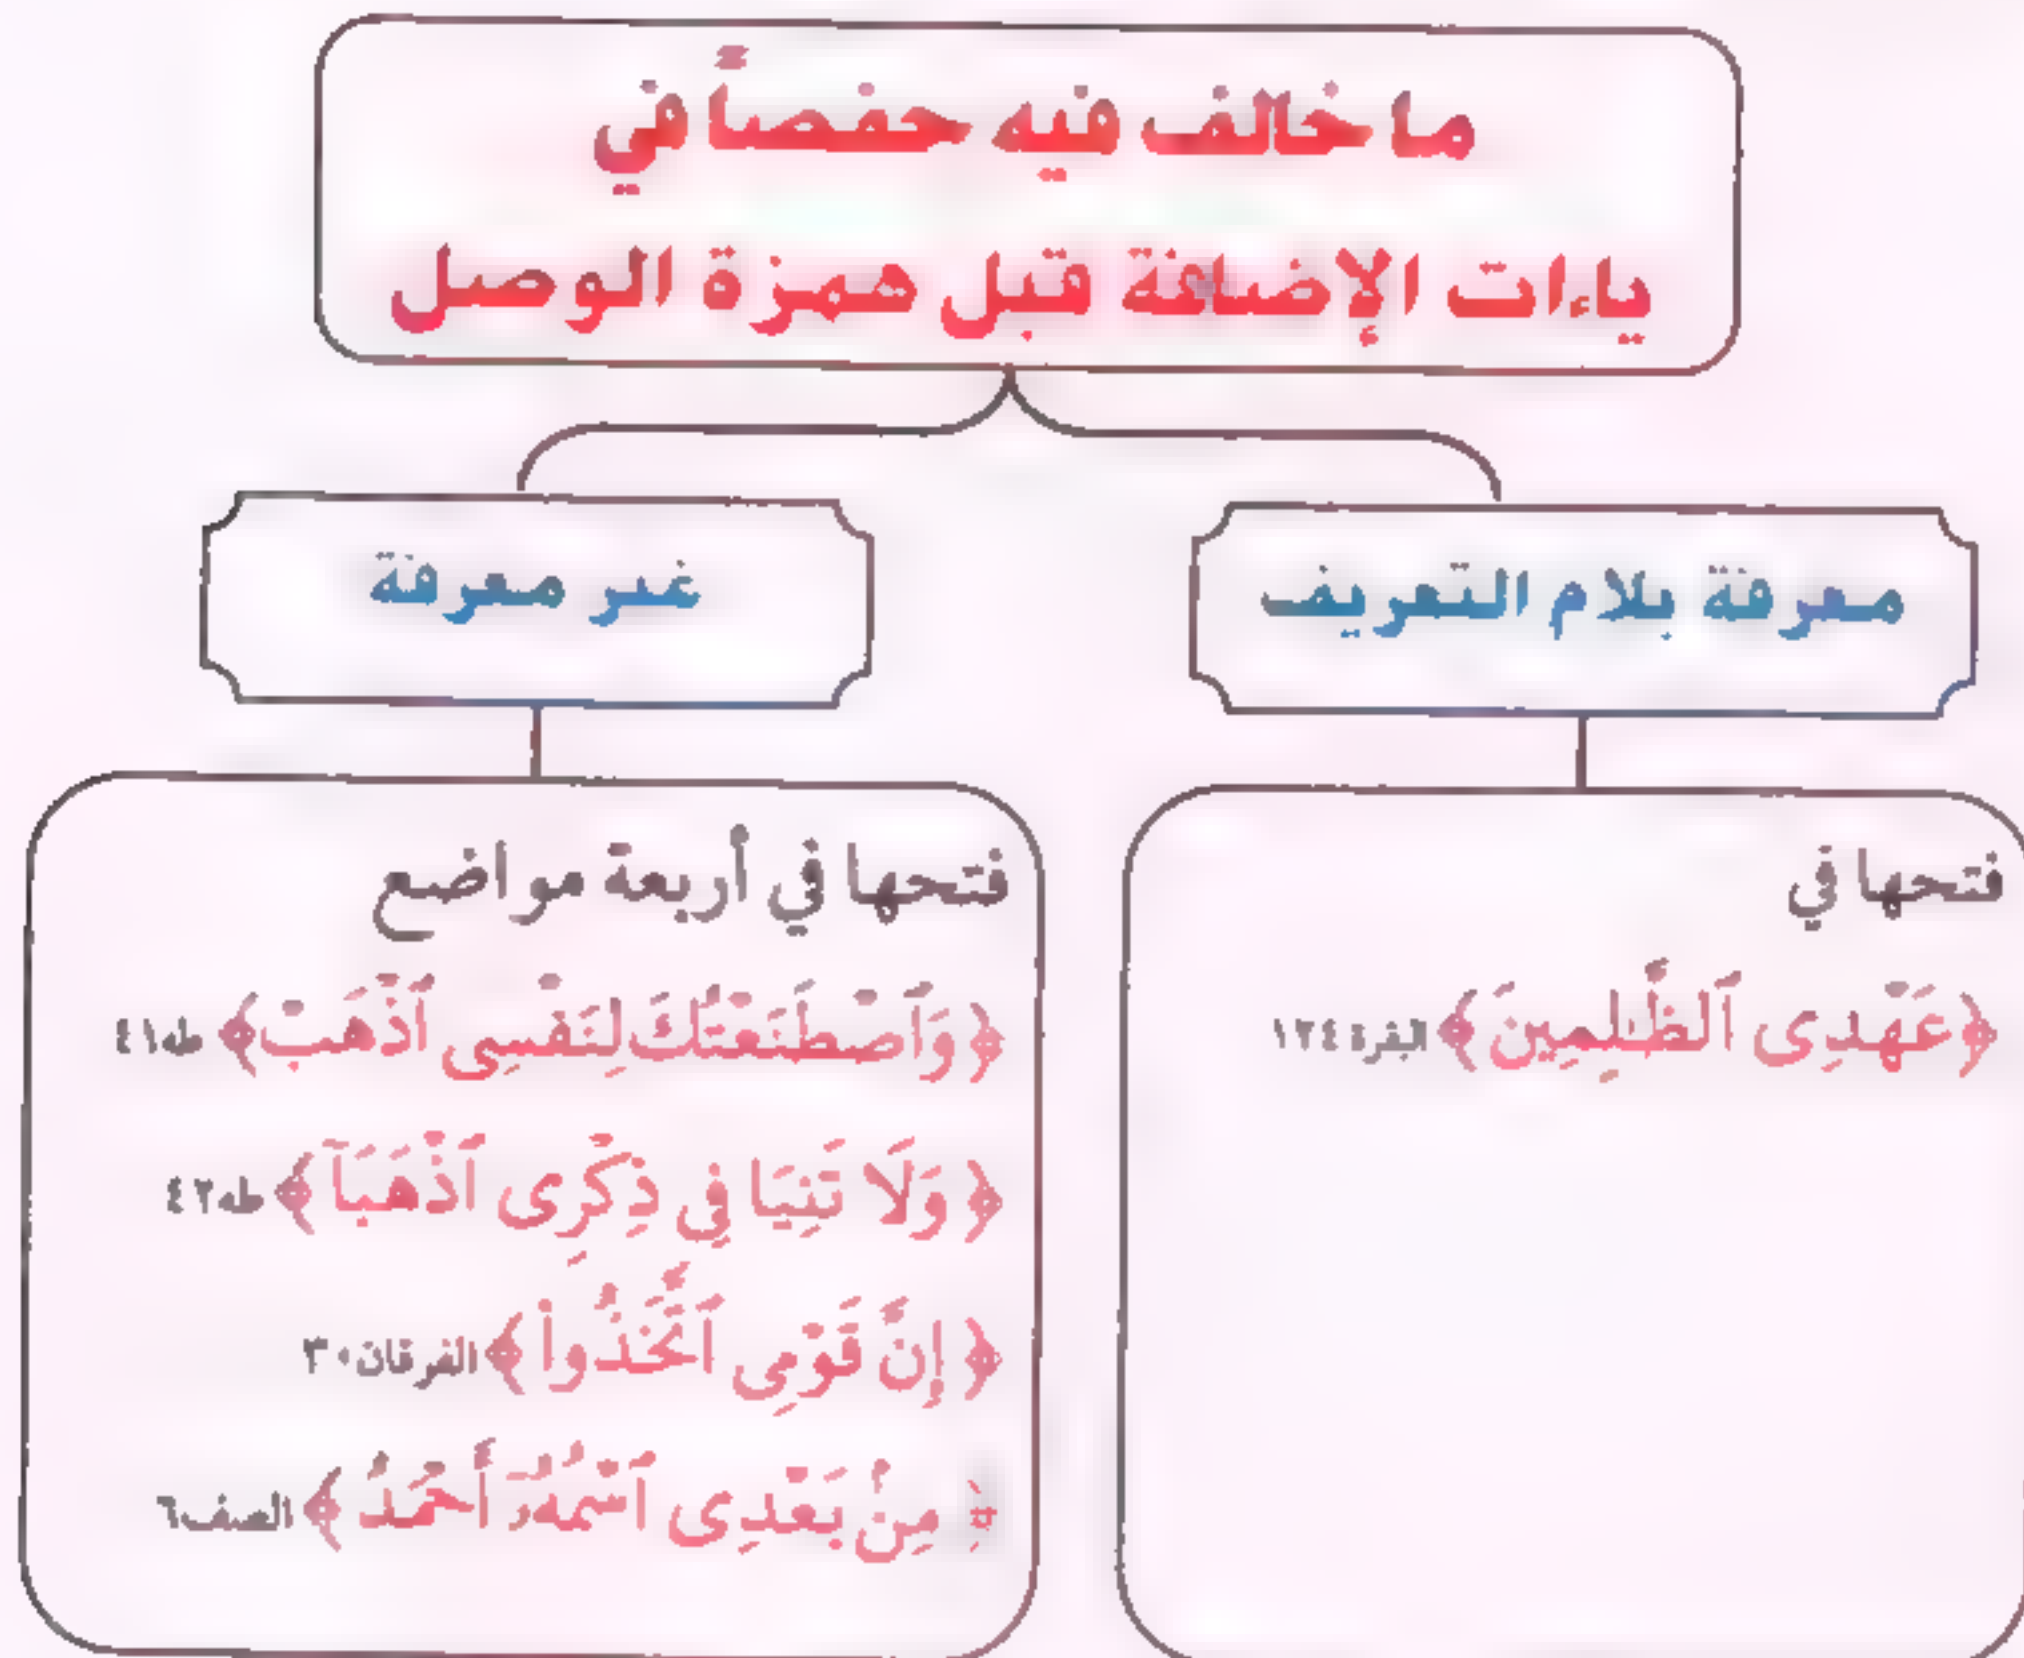 ما خالف فيه حفصاً في
ياءات الإضافة قبل همزة الوصل
معرفة بلام التعريف
فتحها في
﴿عَهْدِى ٱلظَّـٰلِمِينَ﴾ البقرة ١٢٤
غير معرفة
فتحها في أربعة مواضع
﴿وَٱصْطَنَعْتُكَ لِنَفْسِى ٱذْهَبْ﴾ طه ٤١
﴿وَلَا تَنِيَا فِى ذِكْرِى ٱذْهَبَآ﴾ طه ٤٢
﴿إِنَّ قَوْمِى ٱتَّخَذُوا۟﴾ الفرقان ٣٠
﴿مِنۢ بَعْدِى ٱسْمُهُۥٓ أَحْمَدُ﴾ الصف ٦